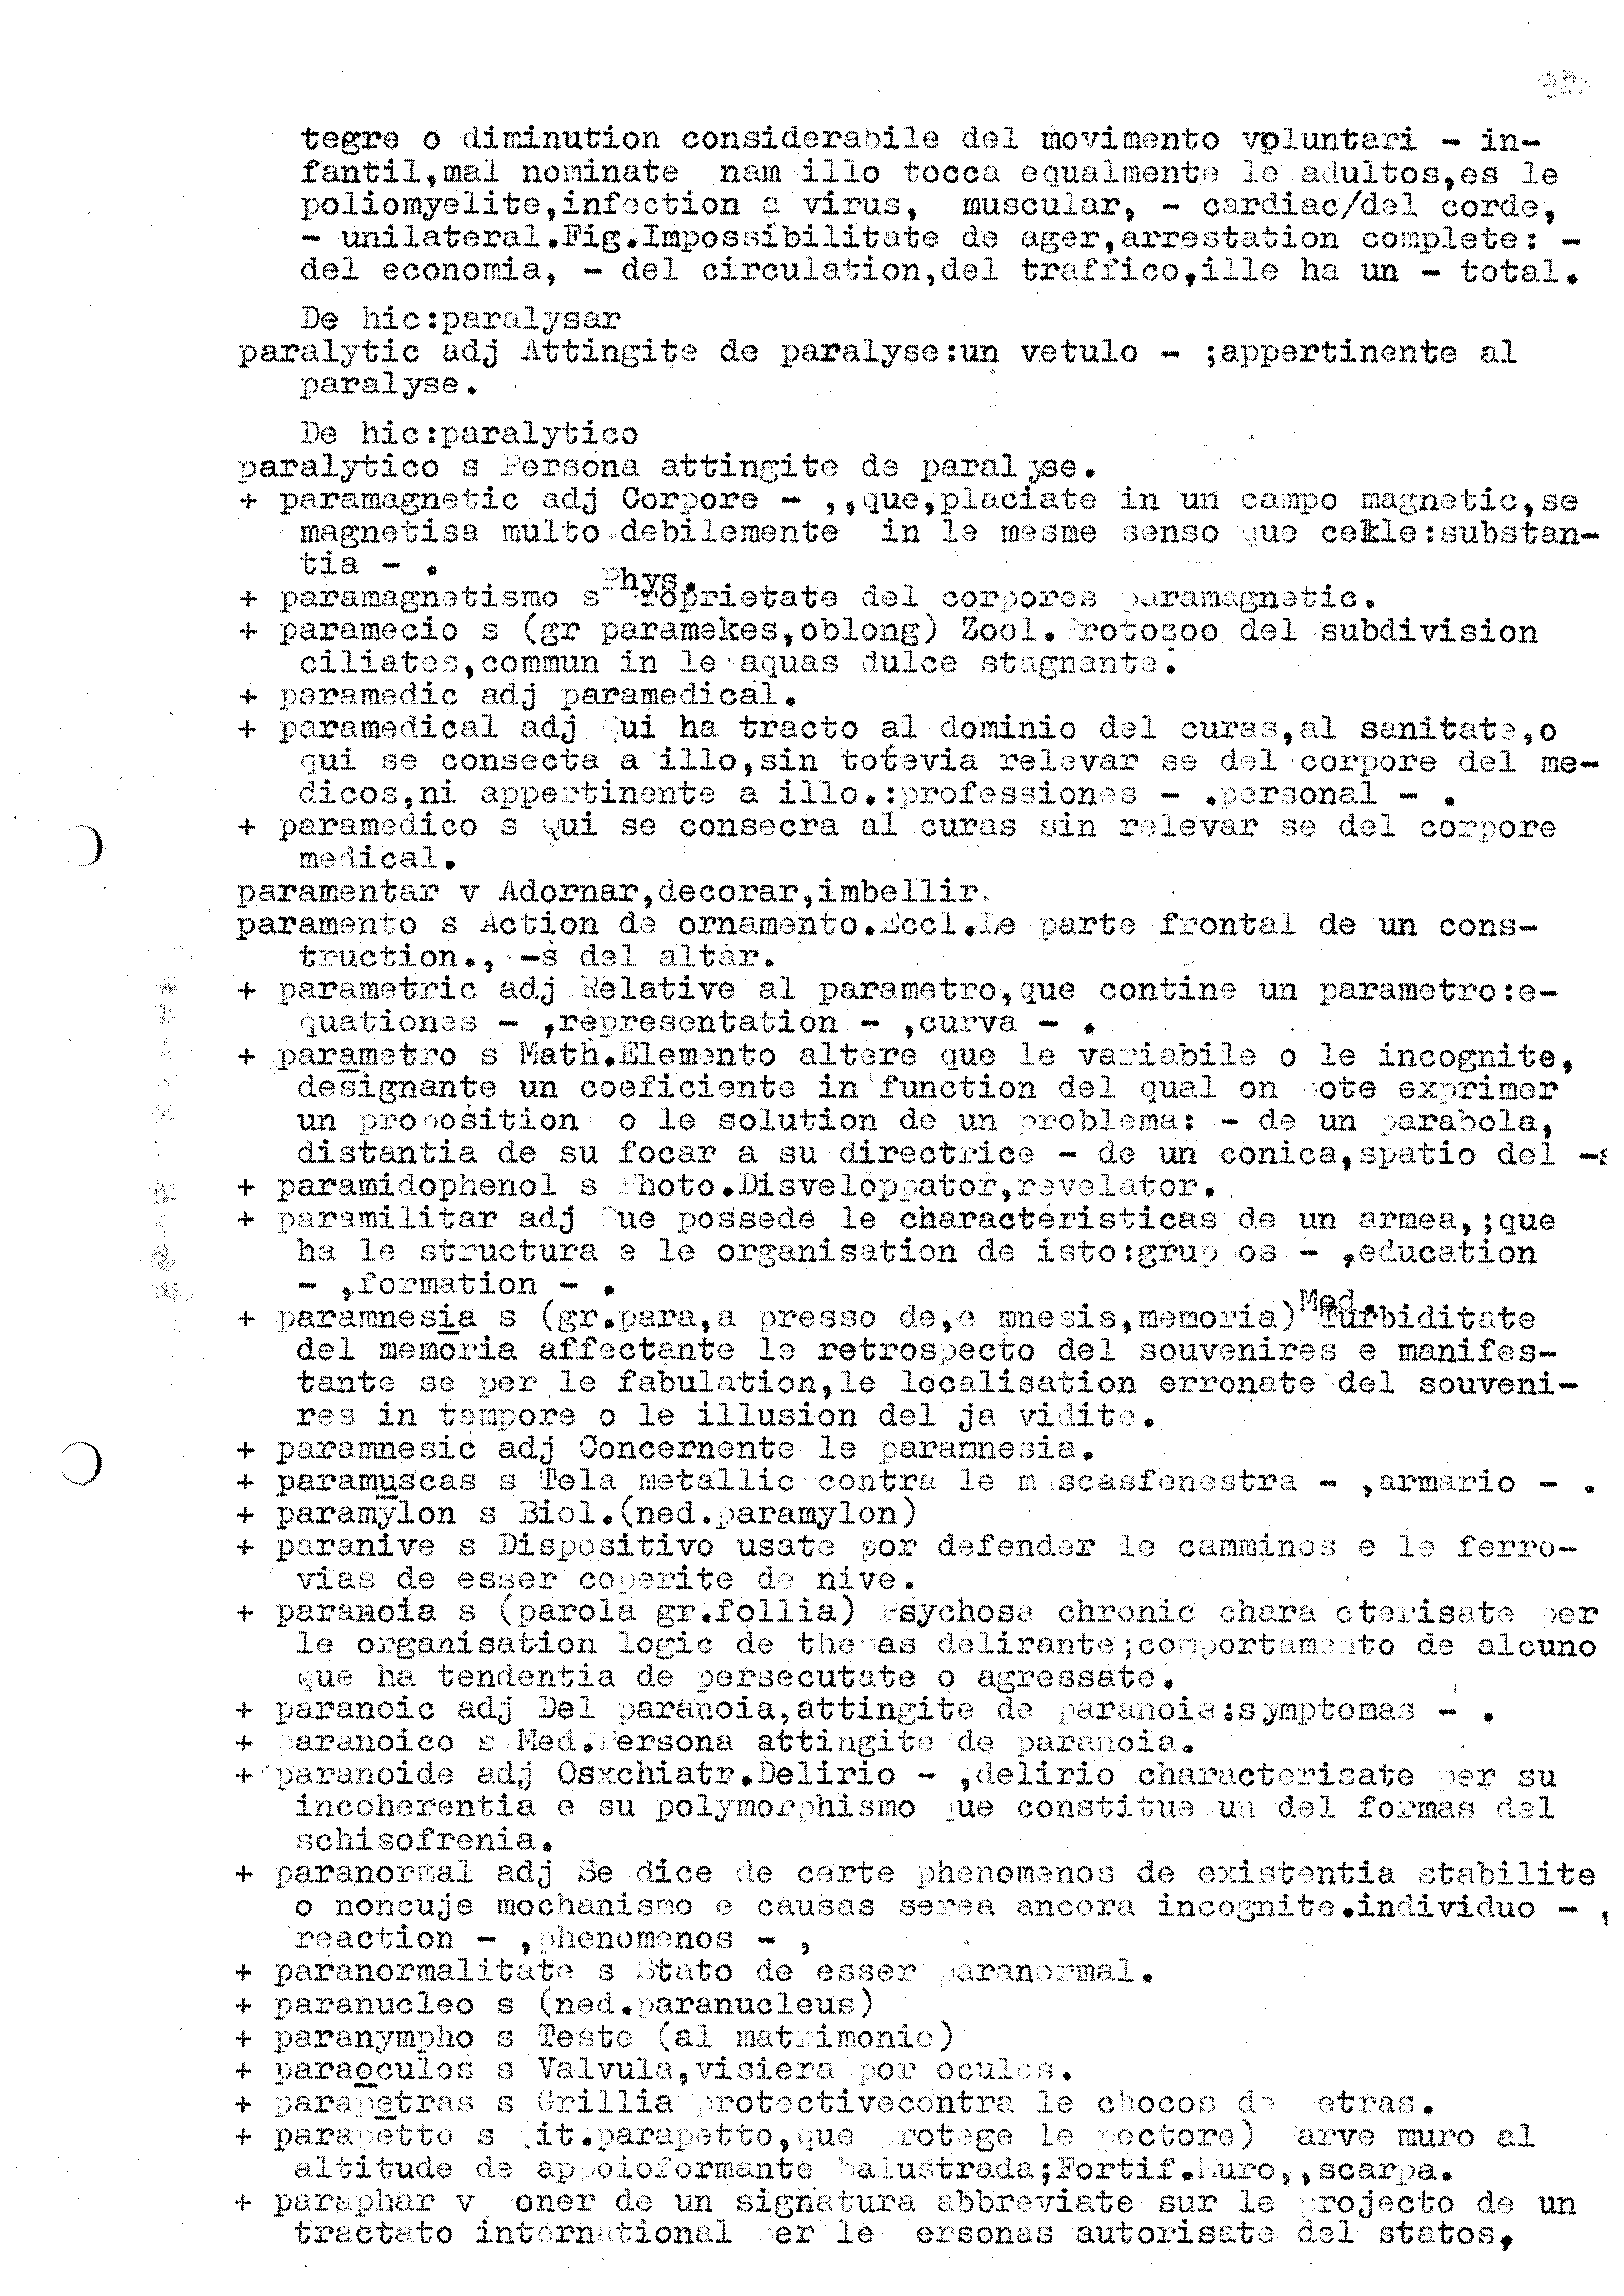 tegre o diminution considerabile del movimento voluntari - in-
fantil,mal nominate nam illo tocca equalmente le adultos,es le
poliomyelite,infection a virus, muscular, - cardiac/del corde,
- unilateral.Fig.Impossibilitate de ager,arrestation complete: -
del economia, - del circulation,del traffico,ille ha un - total.
De hic:paralysar
paralytic adj Attingite de paralyse:un vetulo - ;appertinente al
paralyse.
De hic:paralytico
paralytico s Persona attingite de paralyse.
+ paramagnetic adj Corpore - ,,que,placiate in un campo magnetic,se
magnetisa multo debilemente in le mesme senso que celle:substan-
tia - .
+ paramagnetismo s Phys. Proprietate del corpores paramagnetic.
+ paramecio s (gr paramekes,oblong) Zool.Protozoo del subdivision
ciliates,commun in le aquas dulce stagnante.
+ paramedic adj paramedical.
+ paramedical adj Qui ha tracto al dominio del curas,al sanitate,o
qui se consecta a illo,sin totevia relevar se del corpore del me-
dicos,ni appertinente a illo.:professiones - .personal - .
+ paramedico s Qui se consecra al curas sin relevar se del corpore
medical.
paramentar v Adornar,decorar,imbellir.
paramento s Action de ornamento.Eccl.Le parte frontal de un cons-
truction., -s del altar.
+ parametric adj Relative al parametro,que contine un parametro:e-
quationes - ,representation - ,curva - .
+ parametro s Math.Elemento altere que le variabile o le incognite,
designante un coeficiente in function del qual on pote exprimer
un proposition o le solution de un problema: - de un parabola,
distantia de su focar a su directrice - de un conica,spatio del -s
+ paramidophenol s Photo.Disveloppator,revelator.
+ paramilitar adj Que possede le characteristicas de un armea,;que
ha le structura e le organisation de isto:gruppos - ,education
- ,formation - .
+ paramnesia s (gr.para,a presso de,e mnesis,memoria) Med. Turbiditate
del memoria affectante le retrospecto del souvenires e manifes-
tante se per le fabulation,le localisation erronate del souveni-
res in tempore o le illusion del ja vidite.
+ paramnesic adj Concernente le paramnesia.
+ paramuscas s Tela metallic contra le muscasfenestra - ,armario - .
+ paramylon s Biol.(ned.paramylon)
+ paranive s Dispositivo usate por defender le camminos e le ferro-
vias de esser coperite de nive.
+ paranoia s (parola gr.follia) Psychose chronic chara cterisate per
le organisation logic de themas delirante;comportamento de alcuno
que ha tendentia de persecutate o agressate.
+ paranoic adj Del paranoia,attingite de paranoia:symptomas - .
+ paranoico s Med.Persona attingite de paranoia.
+ paranoide adj Osxchiatr.Delirio - ,delirio characterisate per su
incoherentia e su polymorphismo que constitue un del formas del
schisofrenia.
+ paranormal adj Se dice de certe phenomenos de existentia stabilite
o noncuje mechanismo e causas serea ancora incognite.individuo - ,
reaction - ,phenomenos - ,
+ paranormalitate s Stato de esser paranormal.
+ paranucleo s (ned.paranucleus)
+ paranympho s Teste (al matrimonio)
+ paraoculos s Valvula,visiera por oculos.
+ parapetras s Grillia protectivecontra le chocos de petras.
+ parapetto s (it.parapetto,que protege le pectore) Parve muro al
altitude de appoioformante balustrada;Fortif.Muro,,scarpa.
+ paraphar v Poner de un signatura abbreviate sur le projecto de un
tractato international per le personas autorisate del statos,